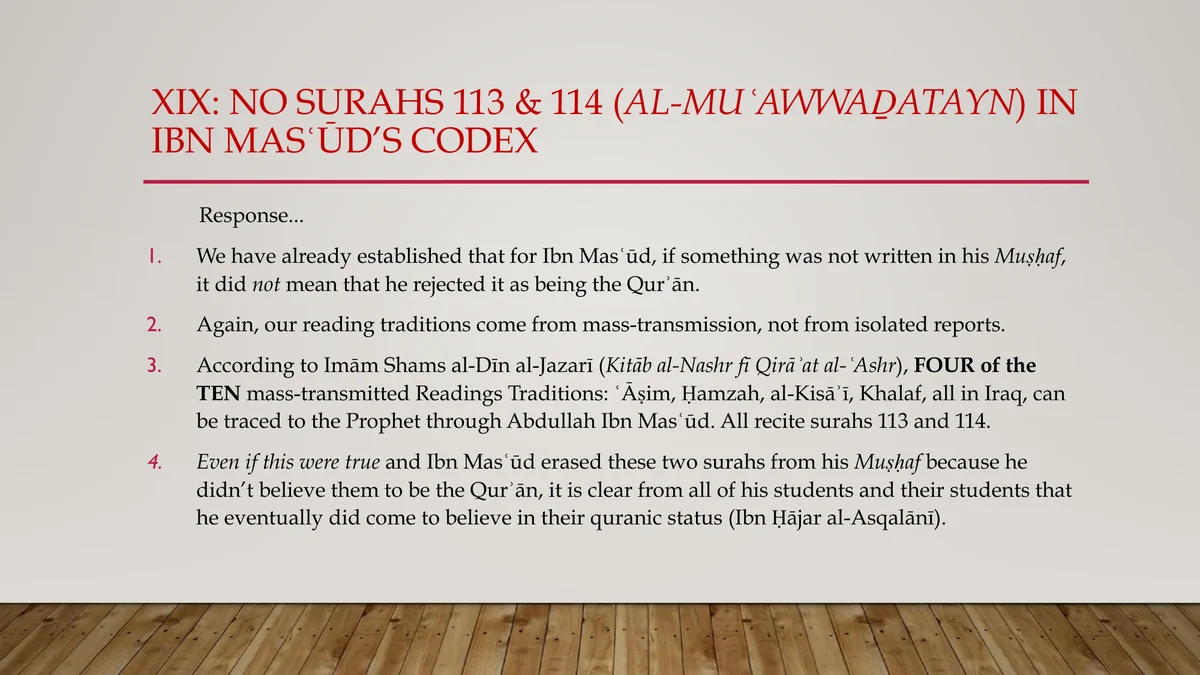 XIX: NO SURAHS 113 & 114 (AL-MUʿAWWAḎATAYN) IN
IBN MASʿŪD’S CODEX
Response...
1. We have already established that for Ibn Masʿūd, if something was not written in his Muṣḥaf,
it did not mean that he rejected it as being the Qurʾān.
2. Again, our reading traditions come from mass-transmission, not from isolated reports.
3. According to Imām Shams al-Dīn al-Jazarī (Kitāb al-Nashr fī Qirāʾat al-ʿAshr), FOUR of the
TEN mass-transmitted Readings Traditions: ʿĀṣim, Ḥamzah, al-Kisāʾī, Khalaf, all in Iraq, can
be traced to the Prophet through Abdullah Ibn Masʿūd. All recite surahs 113 and 114.
4. Even if this were true and Ibn Masʿūd erased these two surahs from his Muṣḥaf because he
didn’t believe them to be the Qurʾān, it is clear from all of his students and their students that
he eventually did come to believe in their quranic status (Ibn Ḥājar al-Asqalānī).